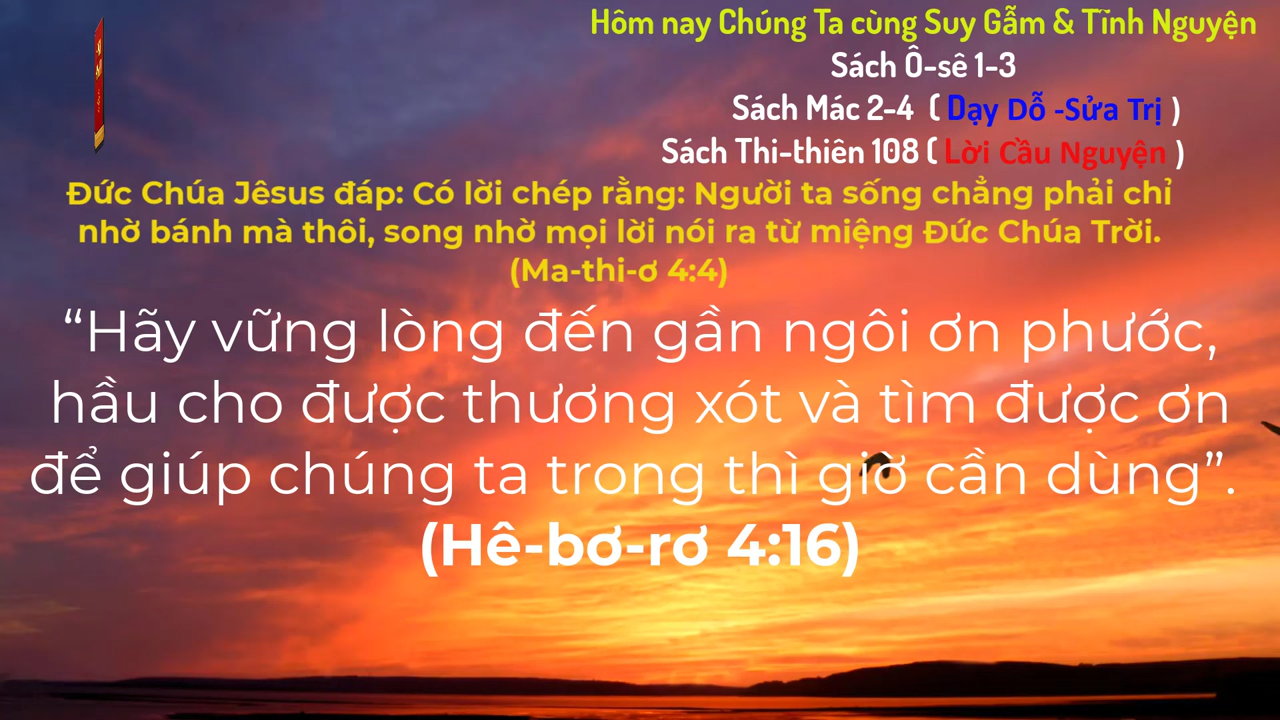 Hôm nay Chúng Ta cùng Suy Gẫm & Tĩnh Nguyện
Sách Ô-sê 1-3
Sách Mác 2-4 ( Dạy Dỗ -Sửa Trị )
Sách Thi-thiên 108 ( Lời Cầu Nguyện )
Đức Chúa Jêsus đáp: Có lời chép rằng: Người ta sống chẳng phải chỉ
nhờ bánh mà thôi, song nhờ mọi lời nói ra từ miệng Đức Chúa Trời.
(Ma-thi-ơ 4:4)
“Hãy vững lòng đến gần ngôi ơn phước,
hầu cho được thương xót và tìm được ơn
để giúp chúng ta trong thì giờ cần dùng”.
(Hê-bơ-rơ 4:16)